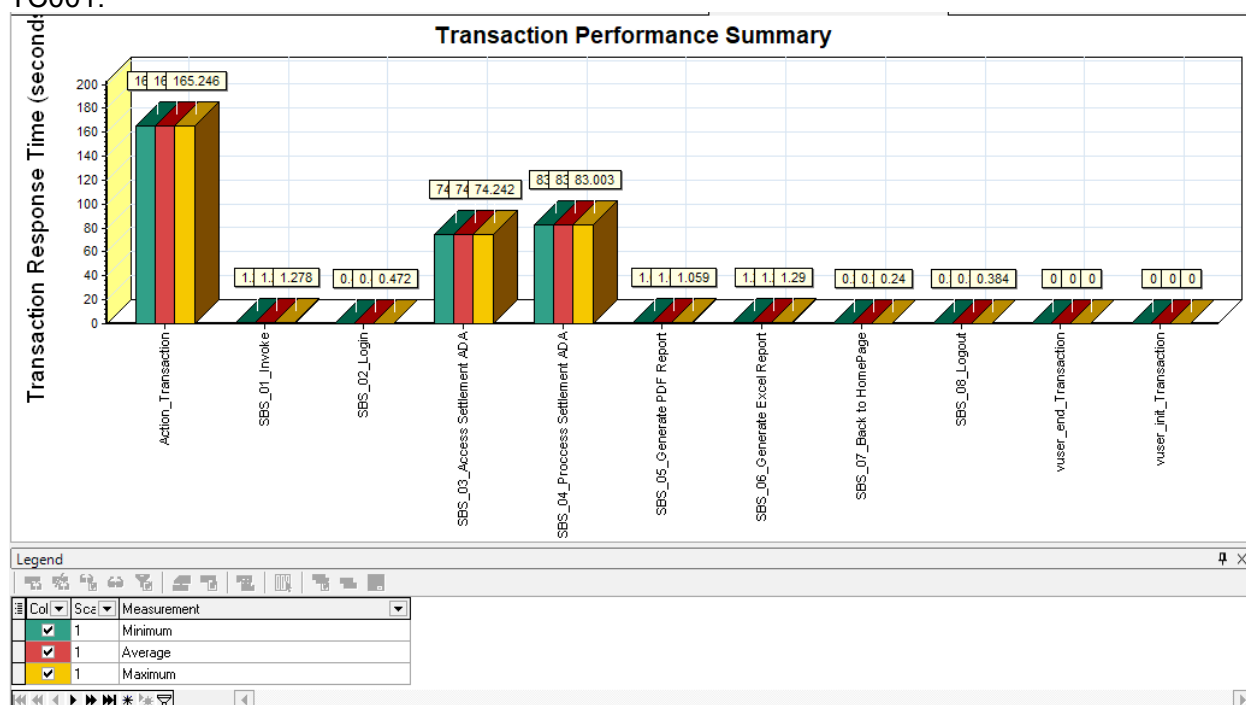 TC001:
Transaction Performance Summary
Transaction Response Time (seconds
200
180
160
140
120
100
80
60
40
20
0
16 16 165.246
1. 1. 1.278
0. 0. 0.472
74 74 74.242
83 83 83.003
1. 1. 1.059
1. 1. 1.29
0. 0. 0.24
0. 0. 0.384
0 0 0
0 0 0
Action_Transaction
SBS_01_Invoke
SBS_02_Login
SBS_03_Access Settlement ADA
SBS_04_Proccess Settlement ADA
SBS_05_Generate PDF Report
SBS_06_Generate Excel Report
SBS_07_Back to HomePage
SBS_08_Logout
vuser_end_Transaction
vuser_init_Transaction
Legend
Col Sca Measurement
1 Minimum
1 Average
1 Maximum